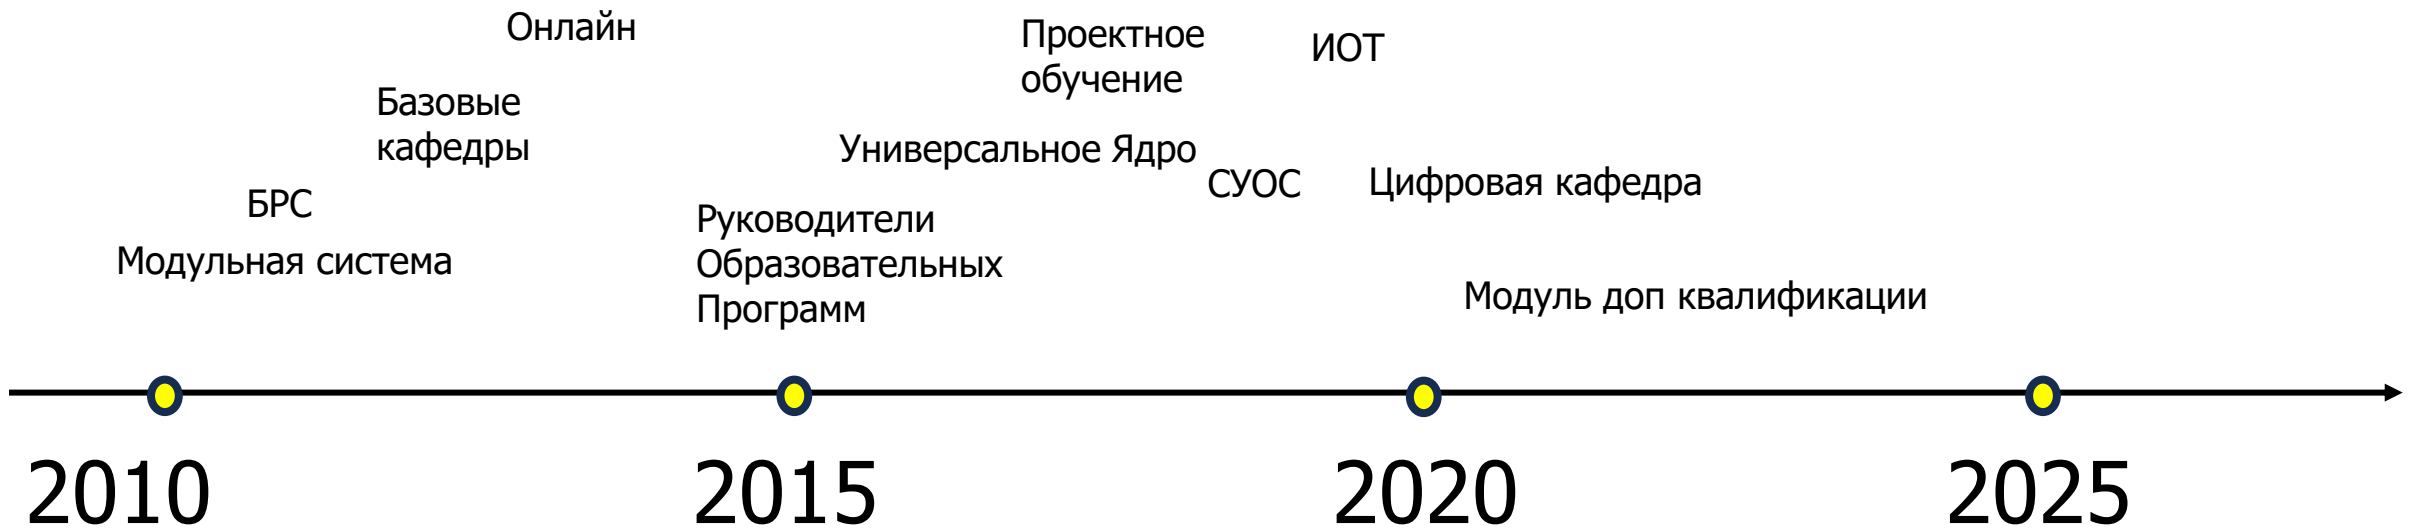 Онлайн
Проектное
обучение
ИОТ
Базовые
кафедры
Универсальное Ядро
СУОС
Цифровая кафедра
БРС
Руководители
Образовательных
Программ
Модульная система
Модуль доп квалификации
2010
2015
2020
2025